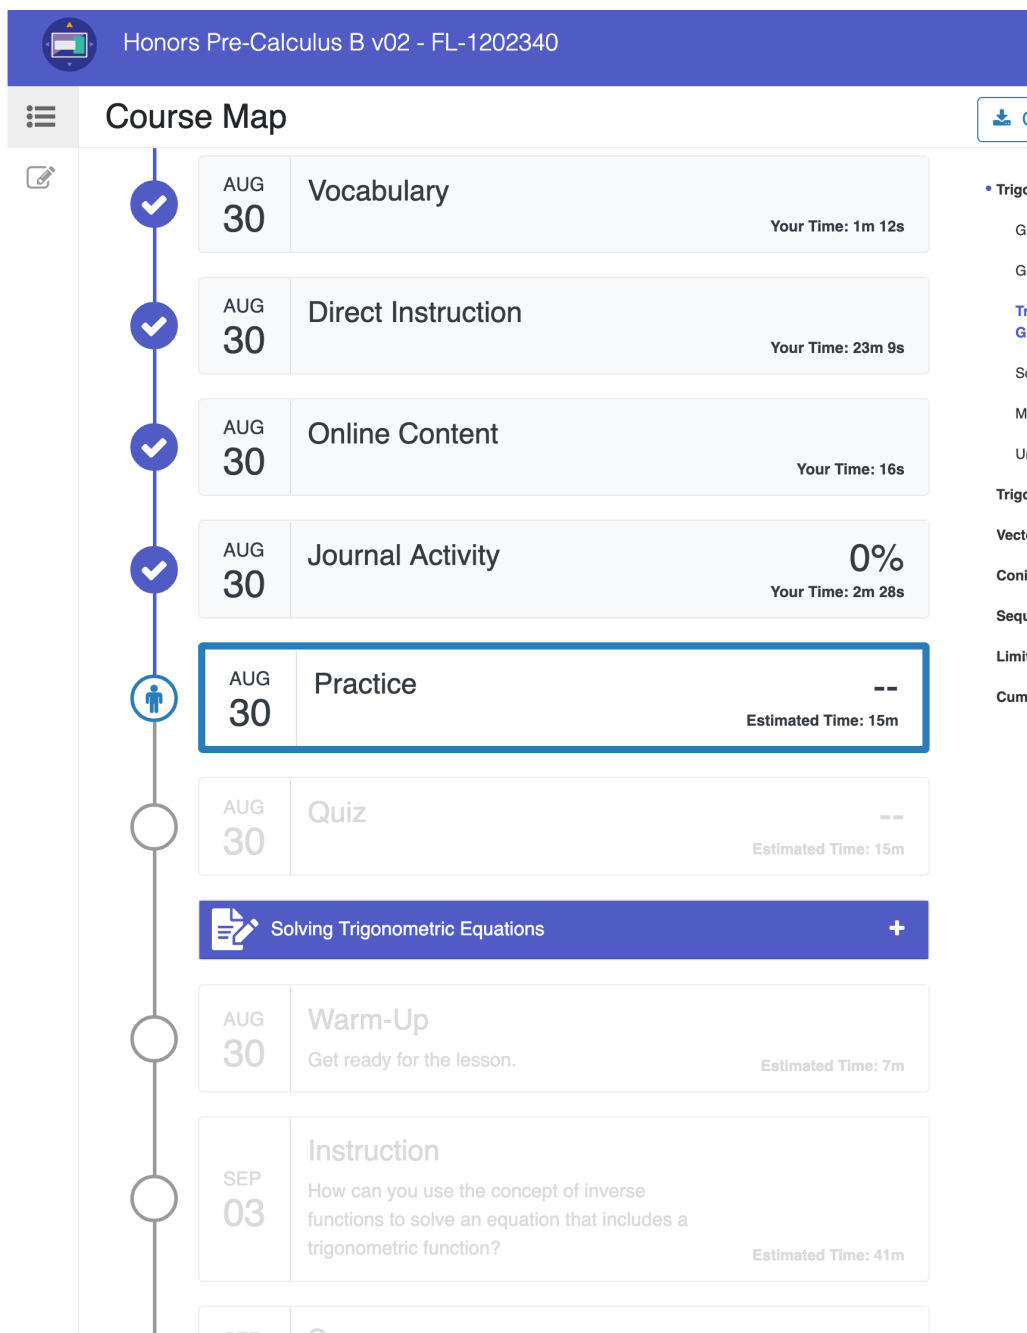 Honors Pre-Calculus B v02 - FL-1202340
Course Map
AUG
30
Vocabulary
Your Time: 1m 12s
AUG
30
Direct Instruction
Your Time: 23m 9s
AUG
30
Online Content
Your Time: 16s
AUG
30
Journal Activity
0%
Your Time: 2m 28s
AUG
30
Practice
--
Estimated Time: 15m
AUG
30
Quiz
--
Estimated Time: 15m
Solving Trigonometric Equations
+
AUG
30
Warm-Up
Get ready for the lesson.
Estimated Time: 7m
SEP
03
Instruction
How can you use the concept of inverse
functions to solve an equation that includes a
trigonometric function?
Estimated Time: 41m